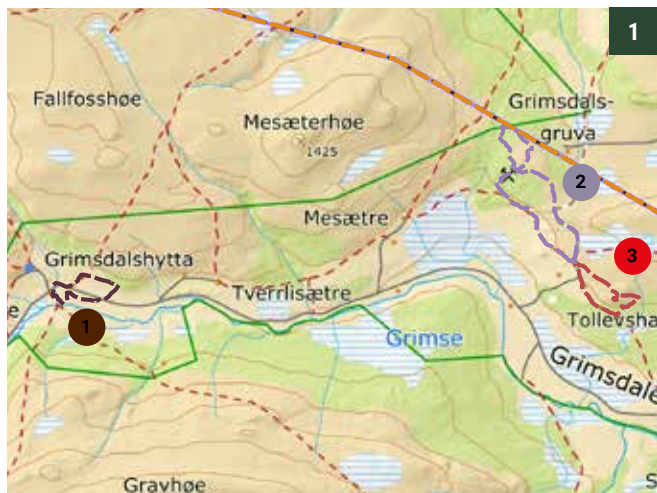 1
Fallfosshøe
Grimsdals-
gruva
Mesæterhøe
1425
2
Mesætre
3
Grimsdalshytta
Tverrlisætre
e
1
Tollevsha
Grimse
Grimsdale
Gravhøe
S